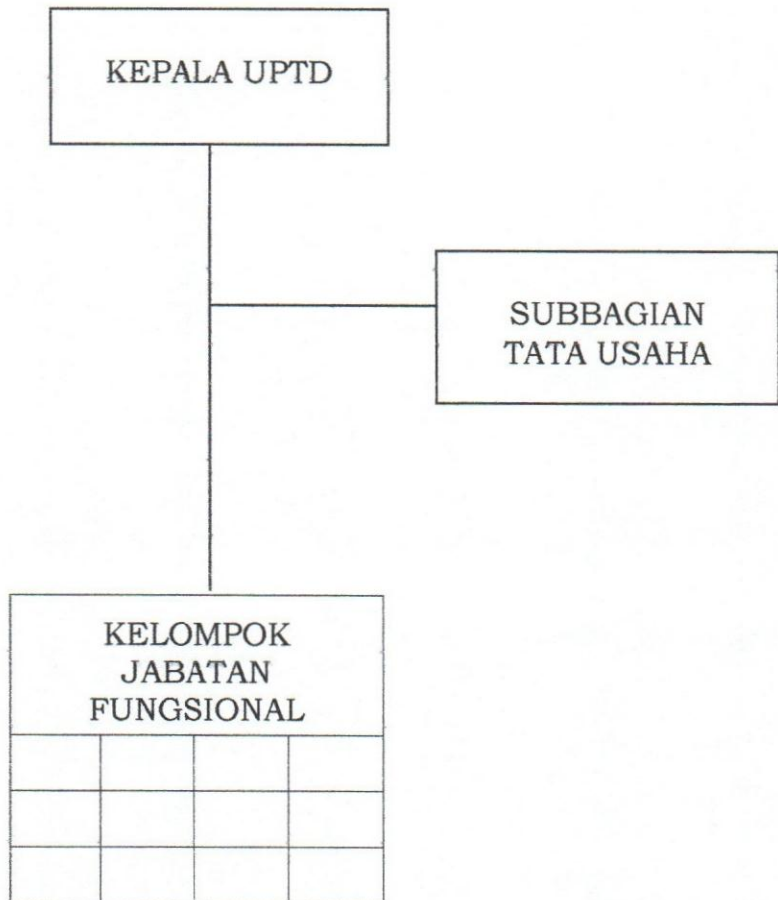 KEPALA UPTD
SUBBAGIAN
TATA USAHA
KELOMPOK
JABATAN
FUNGSIONAL